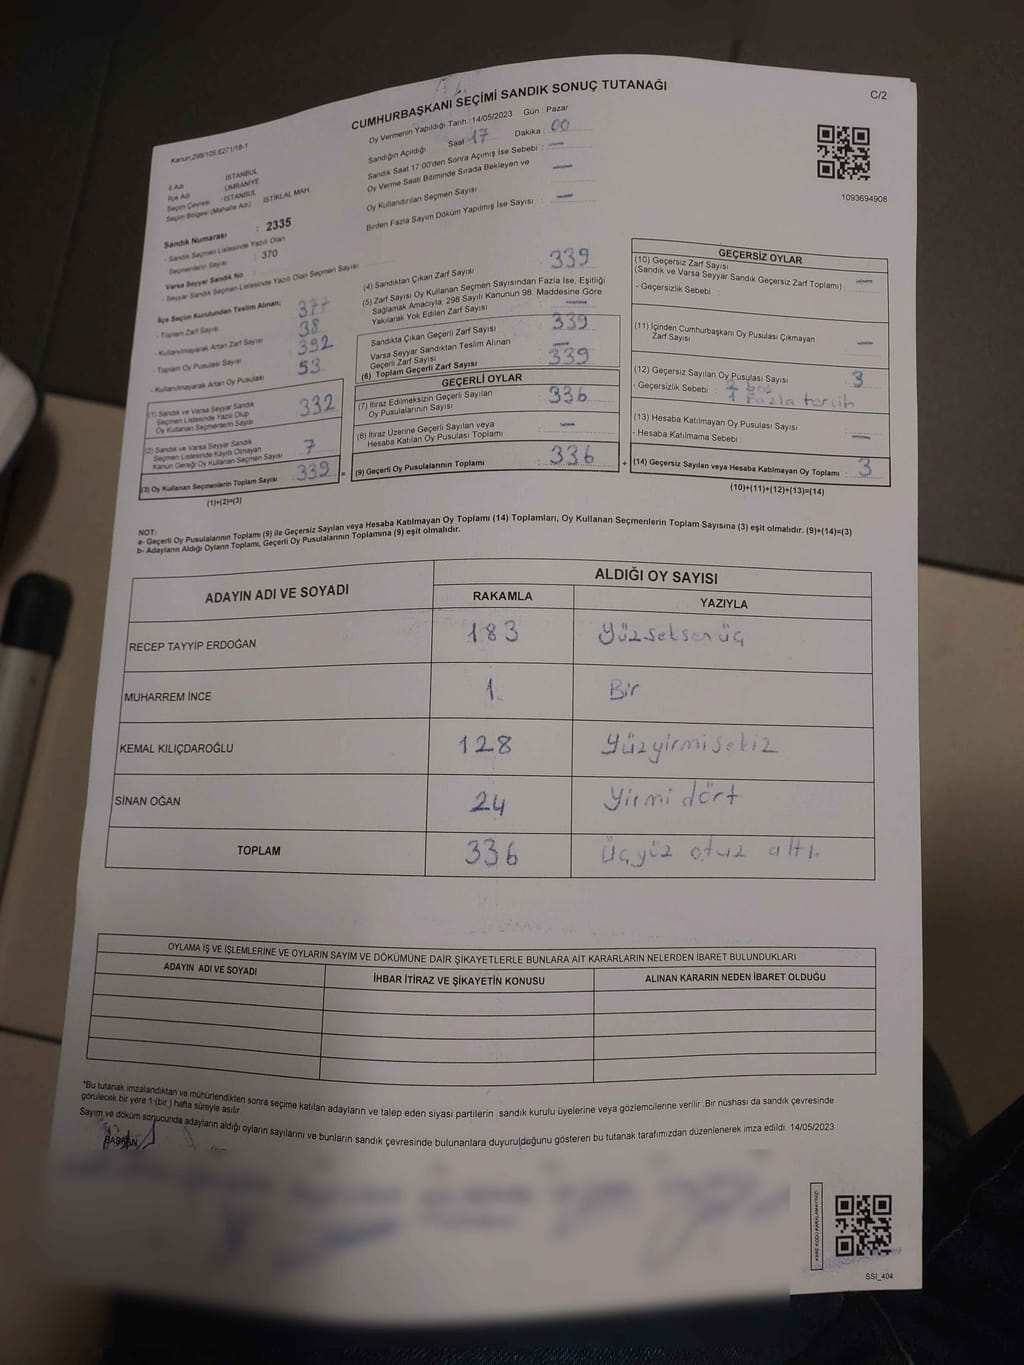 CUMHURBAŞKANI SEÇİMİ SANDIK SONUÇ TUTANAĞI
C/2
Oy Vermenin Yapıldığı Tarih : 14/05/2023 Gün : Pazar
Kanun:298/105;6271/18-1
Sandığın Açıldığı Saat 17 Dakika : 00
Sandık Saat 17:00'den Sonra Açımış İse Sebebi :
Oy Verme Saati Bitiminde Sırada Bekleyen ve
Oy Kullandırılan Seçmen Sayısı
Birden Fazla Sayım Döküm Yapılmış İse Sayısı :
1093694908
İl Adı : İSTANBUL
İlçe Adı : ÜMRANİYE
Seçim Çevresi : İSTANBUL
Seçim Bölgesi (Mahalle Adı) : İSTİKLAL MAH.
Sandık Numarası : 2335
- Sandık Seçmen Listesinde Yazılı Olan
Seçmenlerin Sayısı : 370
Varsa Seyyar Sandık No :
- Seyyar Sandık Seçmen Listesinde Yazılı Olan Seçmen Sayısı :
İlçe Seçim Kurulundan Teslim Alınan;
- Toplam Zarf Sayısı : 377
- Kullanılmayarak Artan Zarf Sayısı : 38
- Toplam Oy Pusulası Sayısı : 392
- Kullanılmayarak Artan Oy Pusulası : 53
(1) Sandık ve Varsa Seyyar Sandık
Seçmen Listesinde Yazılı Olup
Oy Kullanan Seçmenlerin Sayısı : 332
(2) Sandık ve Varsa Seyyar Sandık
Seçmen Listesinde Kayıtlı Olmayan
Kanun Gereği Oy Kullanan Seçmen Sayısı : 7
(3) Oy Kullanan Seçmenlerin Toplam Sayısı : 339
(1)+(2)=(3)
(4) Sandıktan Çıkan Zarf Sayısı : 339
(5) Zarf Sayısı Oy Kullanan Seçmen Sayısından Fazla İse, Eşitliği
Sağlamak Amacıyla; 298 Sayılı Kanunun 98. Maddesine Göre
Yakılarak Yok Edilen Zarf Sayısı :
Sandıkta Çıkan Geçerli Zarf Sayısı : 339
Varsa Seyyar Sandıktan Teslim Alınan
Geçerli Zarf Sayısı
(6) Toplam Geçerli Zarf Sayısı : 339
GEÇERLİ OYLAR
(7) İtiraz Edilmeksizin Geçerli Sayılan
Oy Pusulalarının Sayısı : 336
(8) İtiraz Üzerine Geçerli Sayılan veya
Hesaba Katılan Oy Pusulası Toplamı :
= (9) Geçerli Oy Pusulalarının Toplamı : 336
GEÇERSİZ OYLAR
(10) Geçersiz Zarf Sayısı
(Sandık ve Varsa Seyyar Sandık Geçersiz Zarf Toplamı) :
- Geçersizlik Sebebi :
(11) İçinden Cumhurbaşkanı Oy Pusulası Çıkmayan
Zarf Sayısı :
(12) Geçersiz Sayılan Oy Pusulası Sayısı : 3
- Geçersizlik Sebebi : 2 boş
1 Fazla tercih
(13) Hesaba Katılmayan Oy Pusulası Sayısı :
- Hesaba Katılmama Sebebi :
+ (14) Geçersiz Sayılan veya Hesaba Katılmayan Oy Toplamı : 3
(10)+(11)+(12)+(13)=(14)
NOT:
a- Geçerli Oy Pusulalarının Toplamı (9) ile Geçersiz Sayılan veya Hesaba Katılmayan Oy Toplamı (14) Toplamları, Oy Kullanan Seçmenlerin Toplam Sayısına (3) eşit olmalıdır. (9)+(14)=(3)
b- Adayların Aldığı Oyların Toplamı, Geçerli Oy Pusulalarının Toplamına (9) eşit olmalıdır.
ADAYIN ADI VE SOYADI
ALDIĞI OY SAYISI
RAKAMLA YAZIYLA
RECEP TAYYİP ERDOĞAN 183 Yüzseksenüç
MUHARREM İNCE 1. Bir
KEMAL KILIÇDAROĞLU 128 Yüzyirmisekiz
SİNAN OĞAN 24 Yirmi dört
TOPLAM 336 Üçyüz otuz altı.
OYLAMA İŞ VE İŞLEMLERİNE VE OYLARIN SAYIM VE DÖKÜMÜNE DAİR ŞİKAYETLERLE BUNLARA AİT KARARLARIN NELERDEN İBARET BULUNDUKLARI
ADAYIN ADI VE SOYADI İHBAR İTİRAZ VE ŞİKAYETİN KONUSU ALINAN KARARIN NEDEN İBARET OLDUĞU
*Bu tutanak imzalandıktan ve mühürlendikten sonra seçime katılan adayların ve talep eden siyasi partilerin sandık kurulu üyelerine veya gözlemcilerine verilir. Bir nüshası da sandık çevresinde
görülecek bir yere 1 (bir) hafta süreyle asılır.
Sayım ve döküm sonucunda adayların aldığı oyların sayılarını ve bunların sandık çevresinde bulunanlara duyurulduğunu gösteren bu tutanak tarafımızdan düzenlenerek imza edildi. 14/05/2023
BAŞKAN
KARE KODU KARALAMAYINIZ!
SSI_404